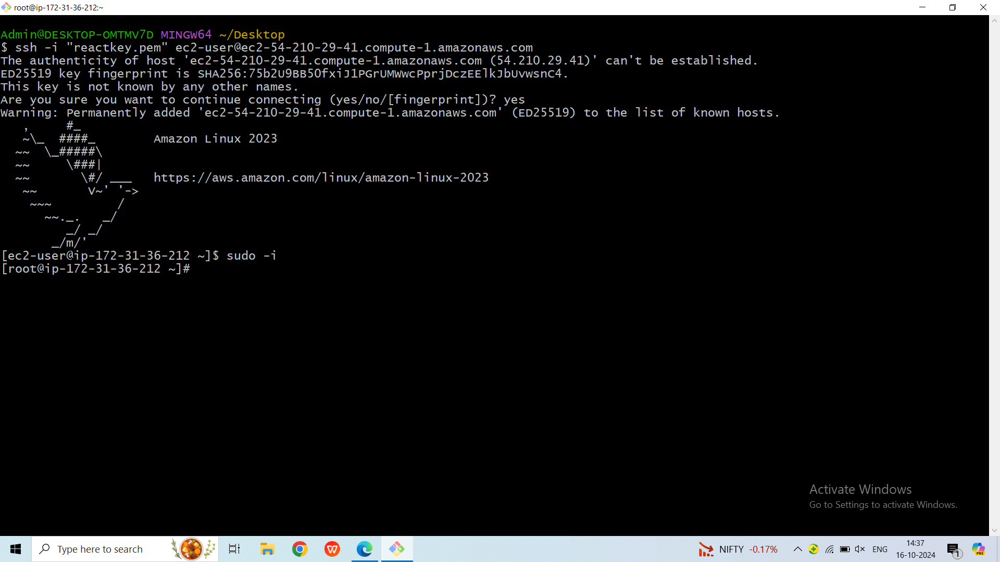 root@ip-172-31-36-212:~
Admin@DESKTOP-OMTMV7D MINGW64 ~/Desktop
$ ssh -i "reactkey.pem" ec2-user@ec2-54-210-29-41.compute-1.amazonaws.com
The authenticity of host 'ec2-54-210-29-41.compute-1.amazonaws.com (54.210.29.41)' can't be established.
ED25519 key fingerprint is SHA256:75b2U9BB5OfxiJ1PGrUMWwcPprjDczEElkJbUvwsnC4.
This key is not known by any other names.
Are you sure you want to continue connecting (yes/no/[fingerprint])? yes
Warning: Permanently added 'ec2-54-210-29-41.compute-1.amazonaws.com' (ED25519) to the list of known hosts.
   ,     #_
   ~\_  ####_        Amazon Linux 2023
  ~~  \_#####\
  ~~     \###|
  ~~       \#/ ___   https://aws.amazon.com/linux/amazon-linux-2023
   ~~       V~' '->
    ~~~         /
      ~~._.   _/
         _/ _/
       _/m/'
[ec2-user@ip-172-31-36-212 ~]$ sudo -i
[root@ip-172-31-36-212 ~]#
Activate Windows
Go to Settings to activate Windows.
Type here to search
NIFTY -0.17%
ENG
14:37
16-10-2024
1
PRE